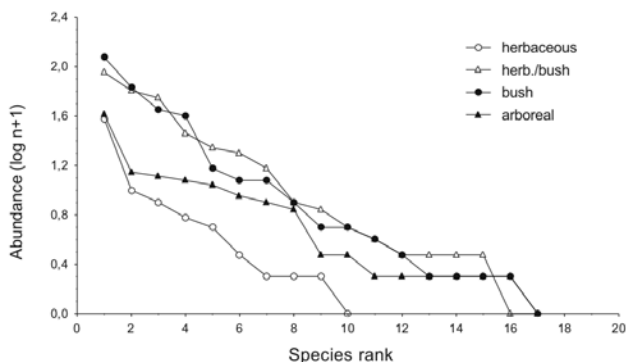 2,4
2,0
1,6
1,2
0,8
0,4
0,0
Abundance (log n+1)
herbaceous
herb./bush
bush
arboreal
0 2 4 6 8 10 12 14 16 18 20
Species rank